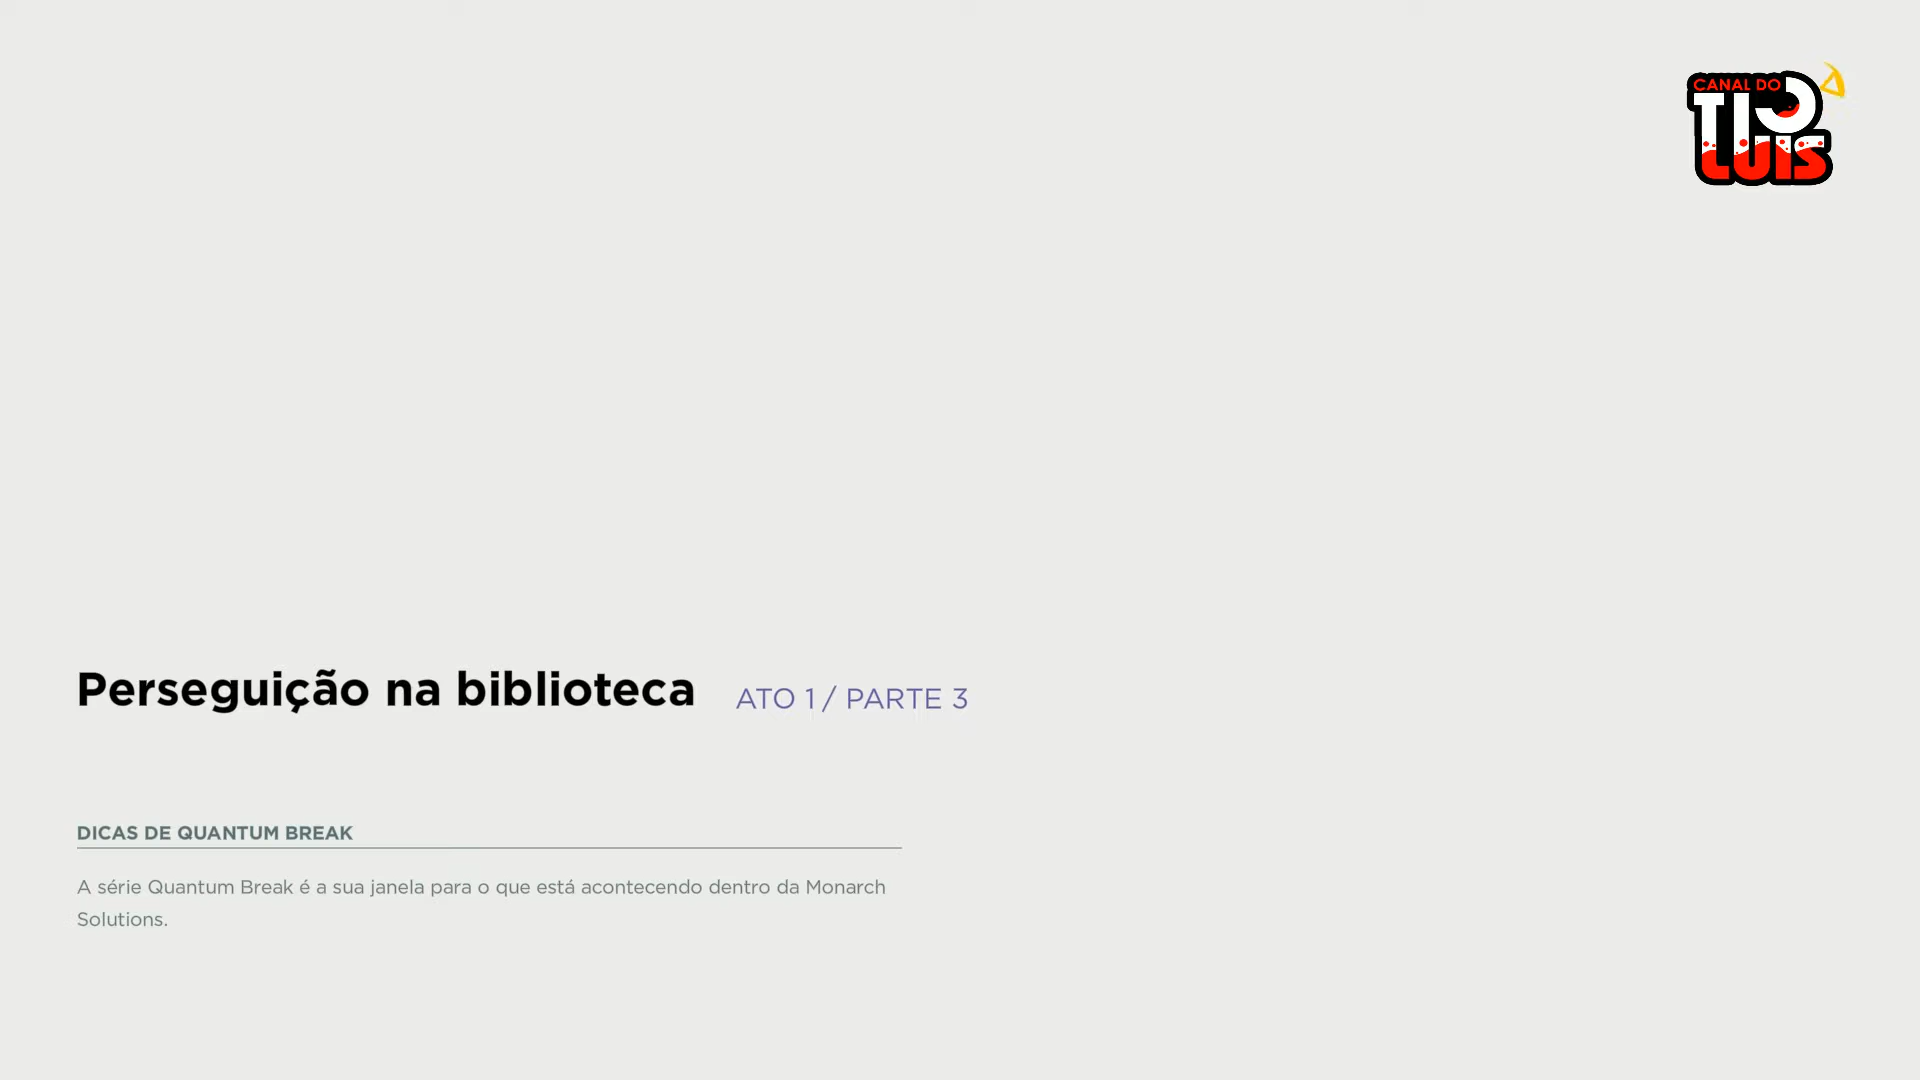 CANAL DO
TIO
LUIS
Perseguição na biblioteca ATO 1 / PARTE 3
DICAS DE QUANTUM BREAK
A série Quantum Break é a sua janela para o que está acontecendo dentro da Monarch
Solutions.